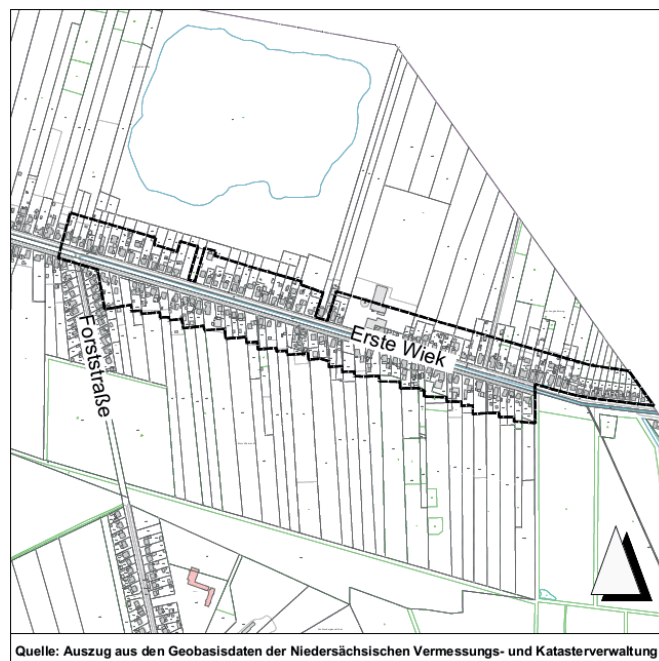 Erste Wiek
Forststraße
Quelle: Auszug aus den Geobasisdaten der Niedersächsischen Vermessungs- und Katasterverwaltung